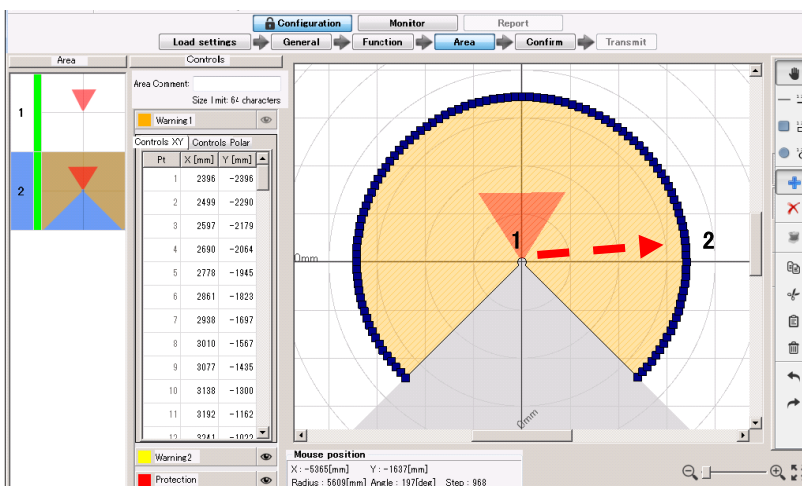 Configuration Monitor Report
Load settings General Function Area Confirm Transmit
Area
1
2
Controls
Area Comment:
Size limit: 64 characters
Warning1
Controls XY Controls Polar
Pt X [mm] Y [mm]
1 2396 -2396
2 2499 -2290
3 2597 -2179
4 2690 -2064
5 2778 -1945
6 2861 -1823
7 2938 -1697
8 3010 -1567
9 3077 -1435
10 3138 -1300
11 3192 -1162
12 3241 -1022
Warning2
Protection
1
2
0mm
0mm
Mouse position
X : -5365[mm] Y : -1637[mm]
Radius : 5609[mm] Angle : 197[deg] Step : 968